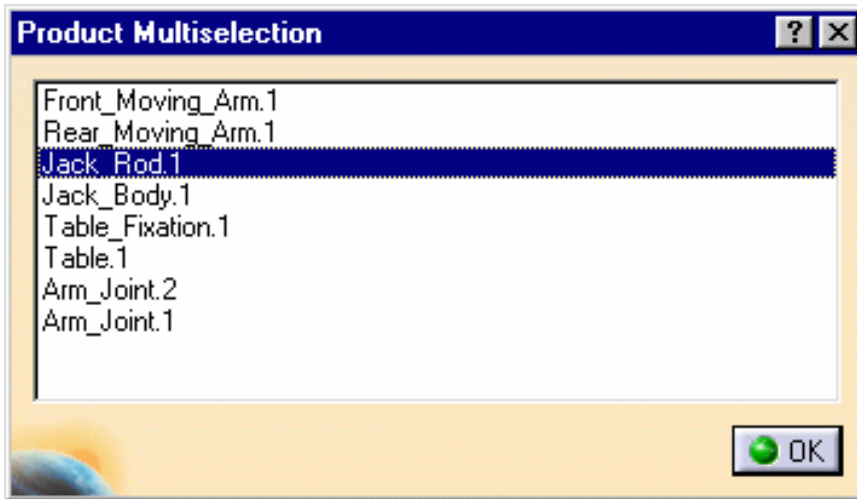 Product Multiselection
?
Front_Moving_Arm.1
Rear_Moving_Arm.1
Jack_Rod.1
Jack_Body.1
Table_Fixation.1
Table.1
Arm_Joint.2
Arm_Joint.1
OK